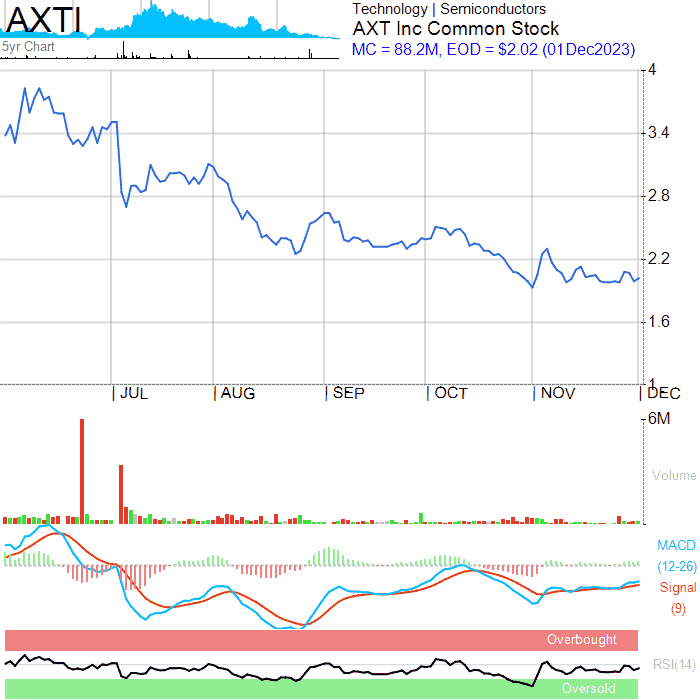 AXTI
5yr Chart
Technology | Semiconductors
AXT Inc Common Stock
MC = 88.2M, EOD = $2.02 (01Dec2023)
4
3.4
2.8
2.2
1.6
1
| JUL | AUG | SEP | OCT | NOV | DEC
6M
Volume
MACD
(12-26)
Signal
(9)
Overbought
RSI(14)
Oversold